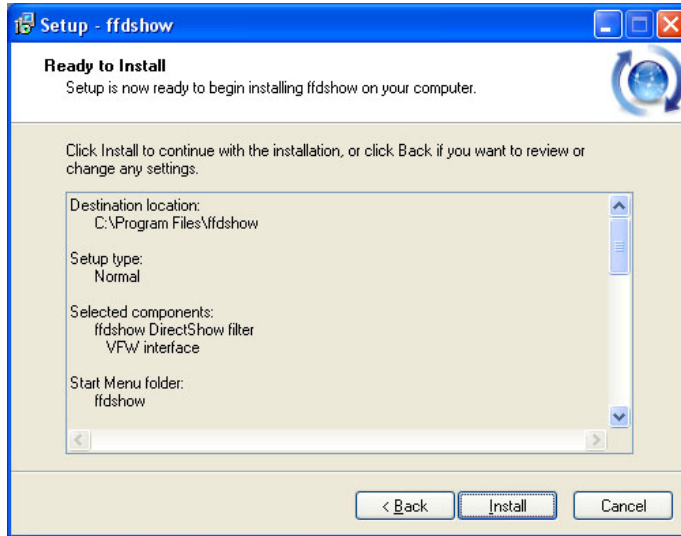 Setup - ffdshow
Ready to Install
Setup is now ready to begin installing ffdshow on your computer.
Click Install to continue with the installation, or click Back if you want to review or
change any settings.
Destination location:
C:\Program Files\ffdshow
Setup type:
Normal
Selected components:
ffdshow DirectShow filter
VFW interface
Start Menu folder:
ffdshow
< Back
Install
Cancel